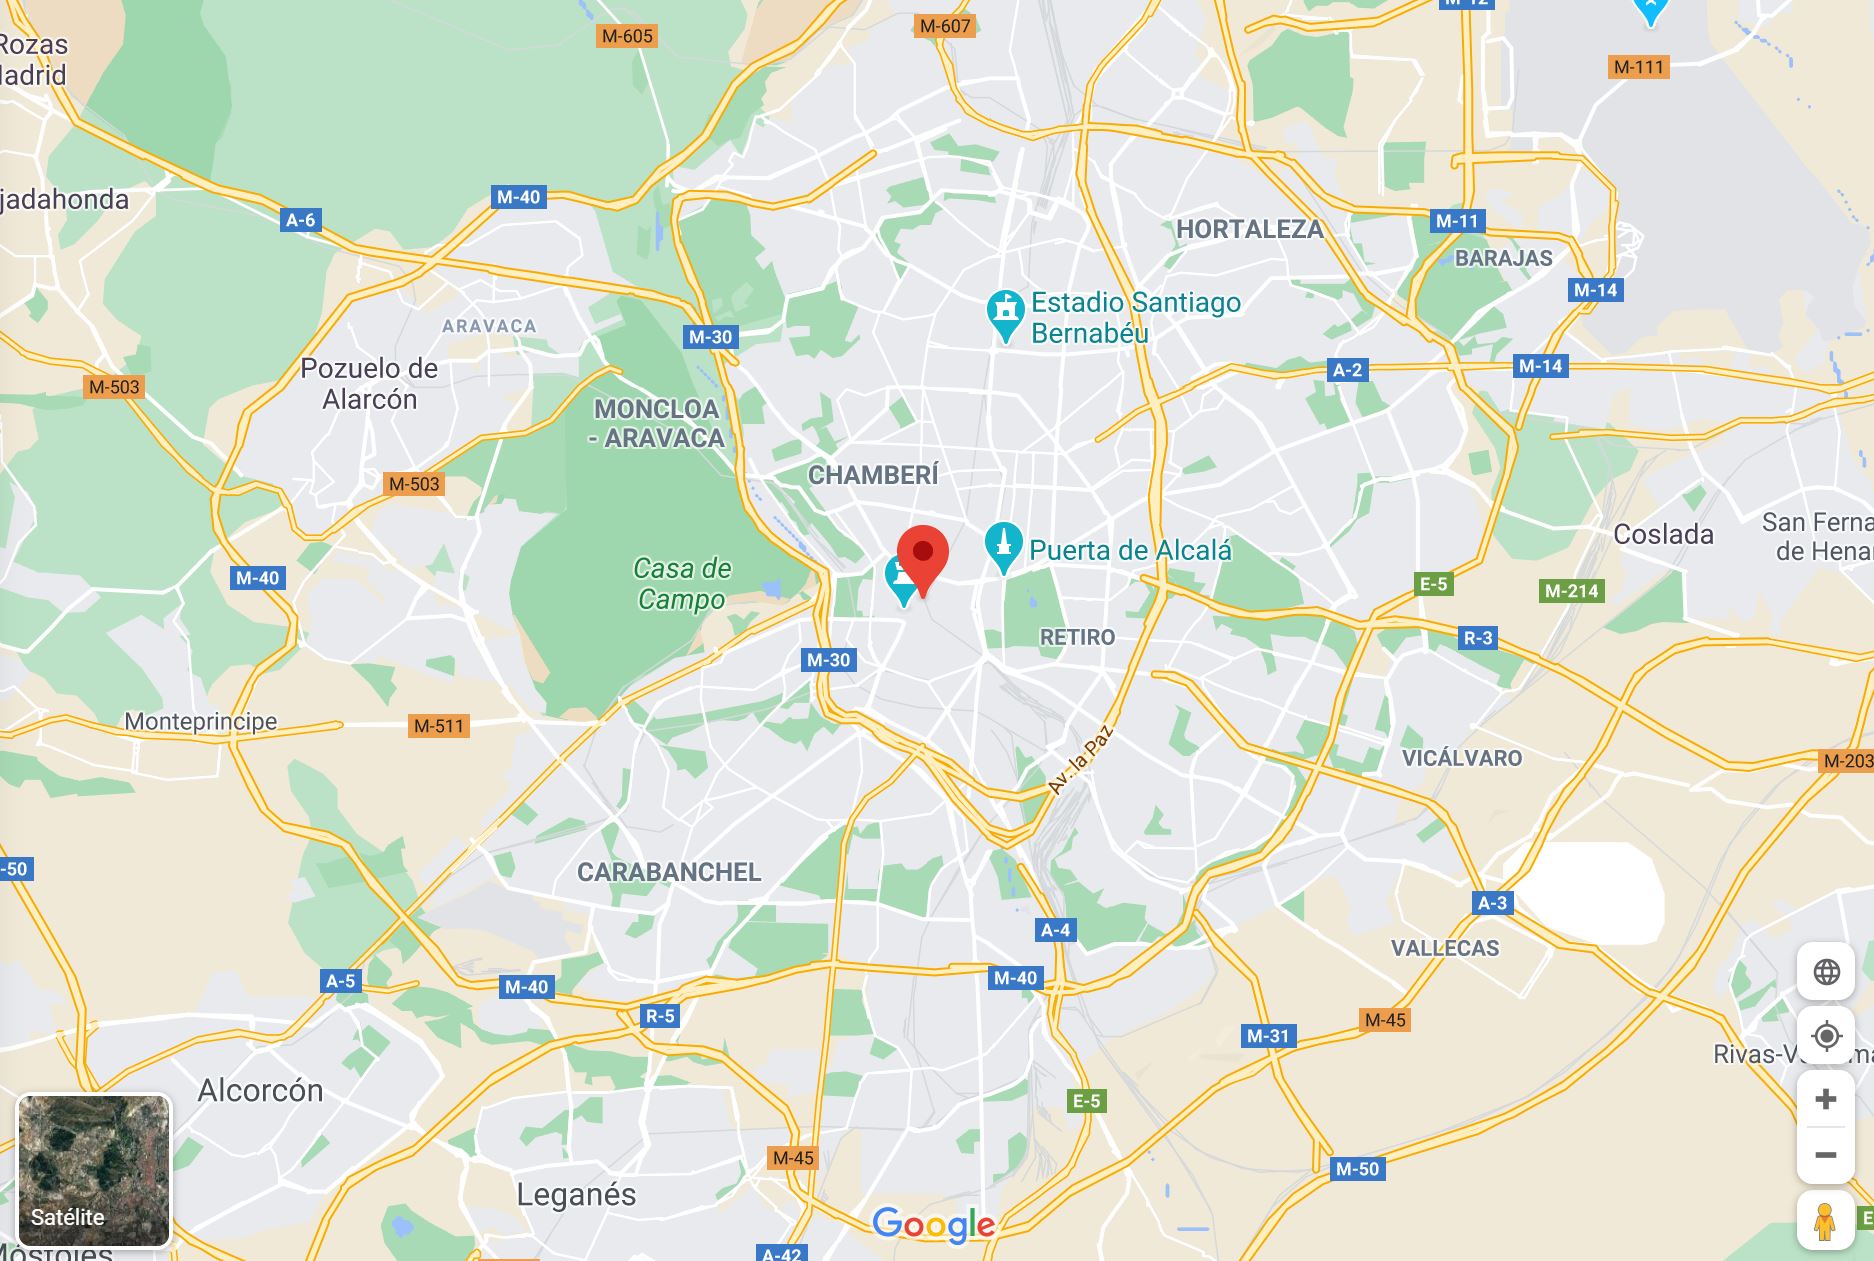 M-12
M-607
M-605
Rozas
M-111
M-40
jadahonda
A-6
M-11
HORTALEZA
BARAJAS
M-14
Estadio Santiago
Bernabéu
ARAVACA
M-30
Pozuelo de
Alarcón
A-2
M-14
M-503
MONCLOA
- ARAVACA
CHAMBERÍ
M-503
San Ferna
de Hena
Coslada
Puerta de Alcalá
Casa de
Campo
M-40
E-5
M-214
RETIRO
R-3
M-30
Monteprincipe
M-511
Av. la Paz
VICÁLVARO
M-203
-50
CARABANCHEL
A-3
A-4
VALLECAS
A-5
M-40
M-40
R-5
M-45
M-31
Rivas-V
Alcorcón
E-5
M-45
M-50
Leganés
Satélite
Google
A-42